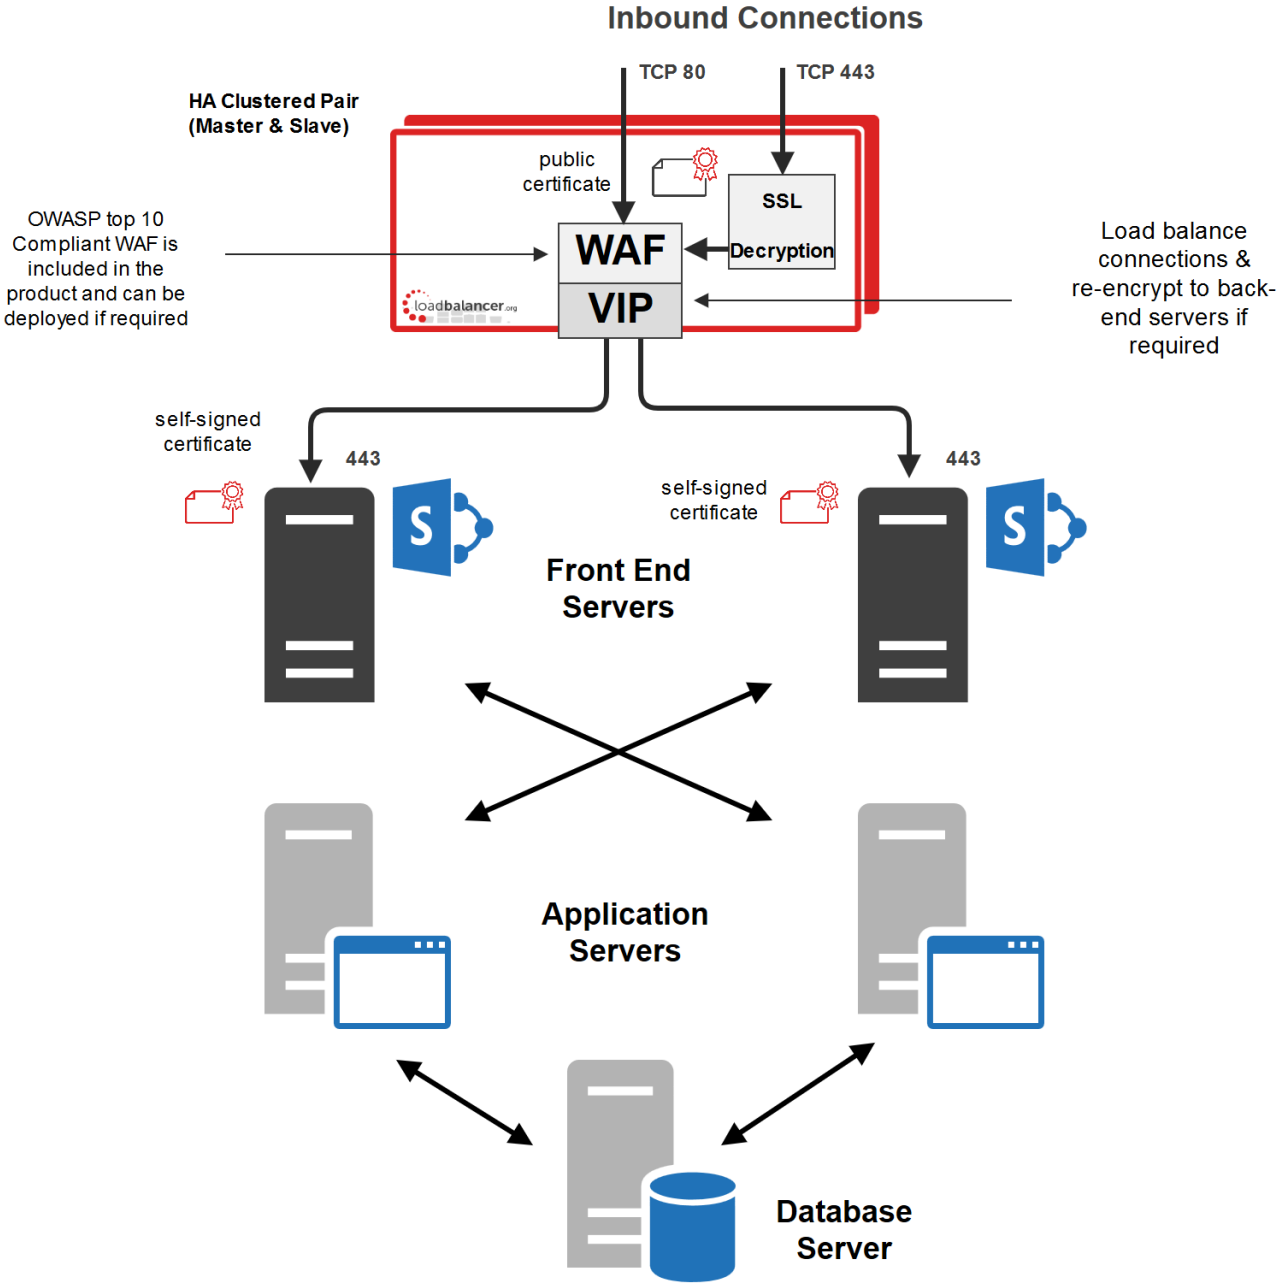 Inbound Connections
TCP 80
TCP 443
HA Clustered Pair
(Master & Slave)
public
certificate
SSL
Decryption
WAF
VIP
loadbalancer.org
OWASP top 10
Compliant WAF is
included in the
product and can be
deployed if required
Load balance
connections &
re-encrypt to back-
end servers if
required
self-signed
certificate
443
S
self-signed
certificate
443
S
Front End
Servers
Application
Servers
Database
Server